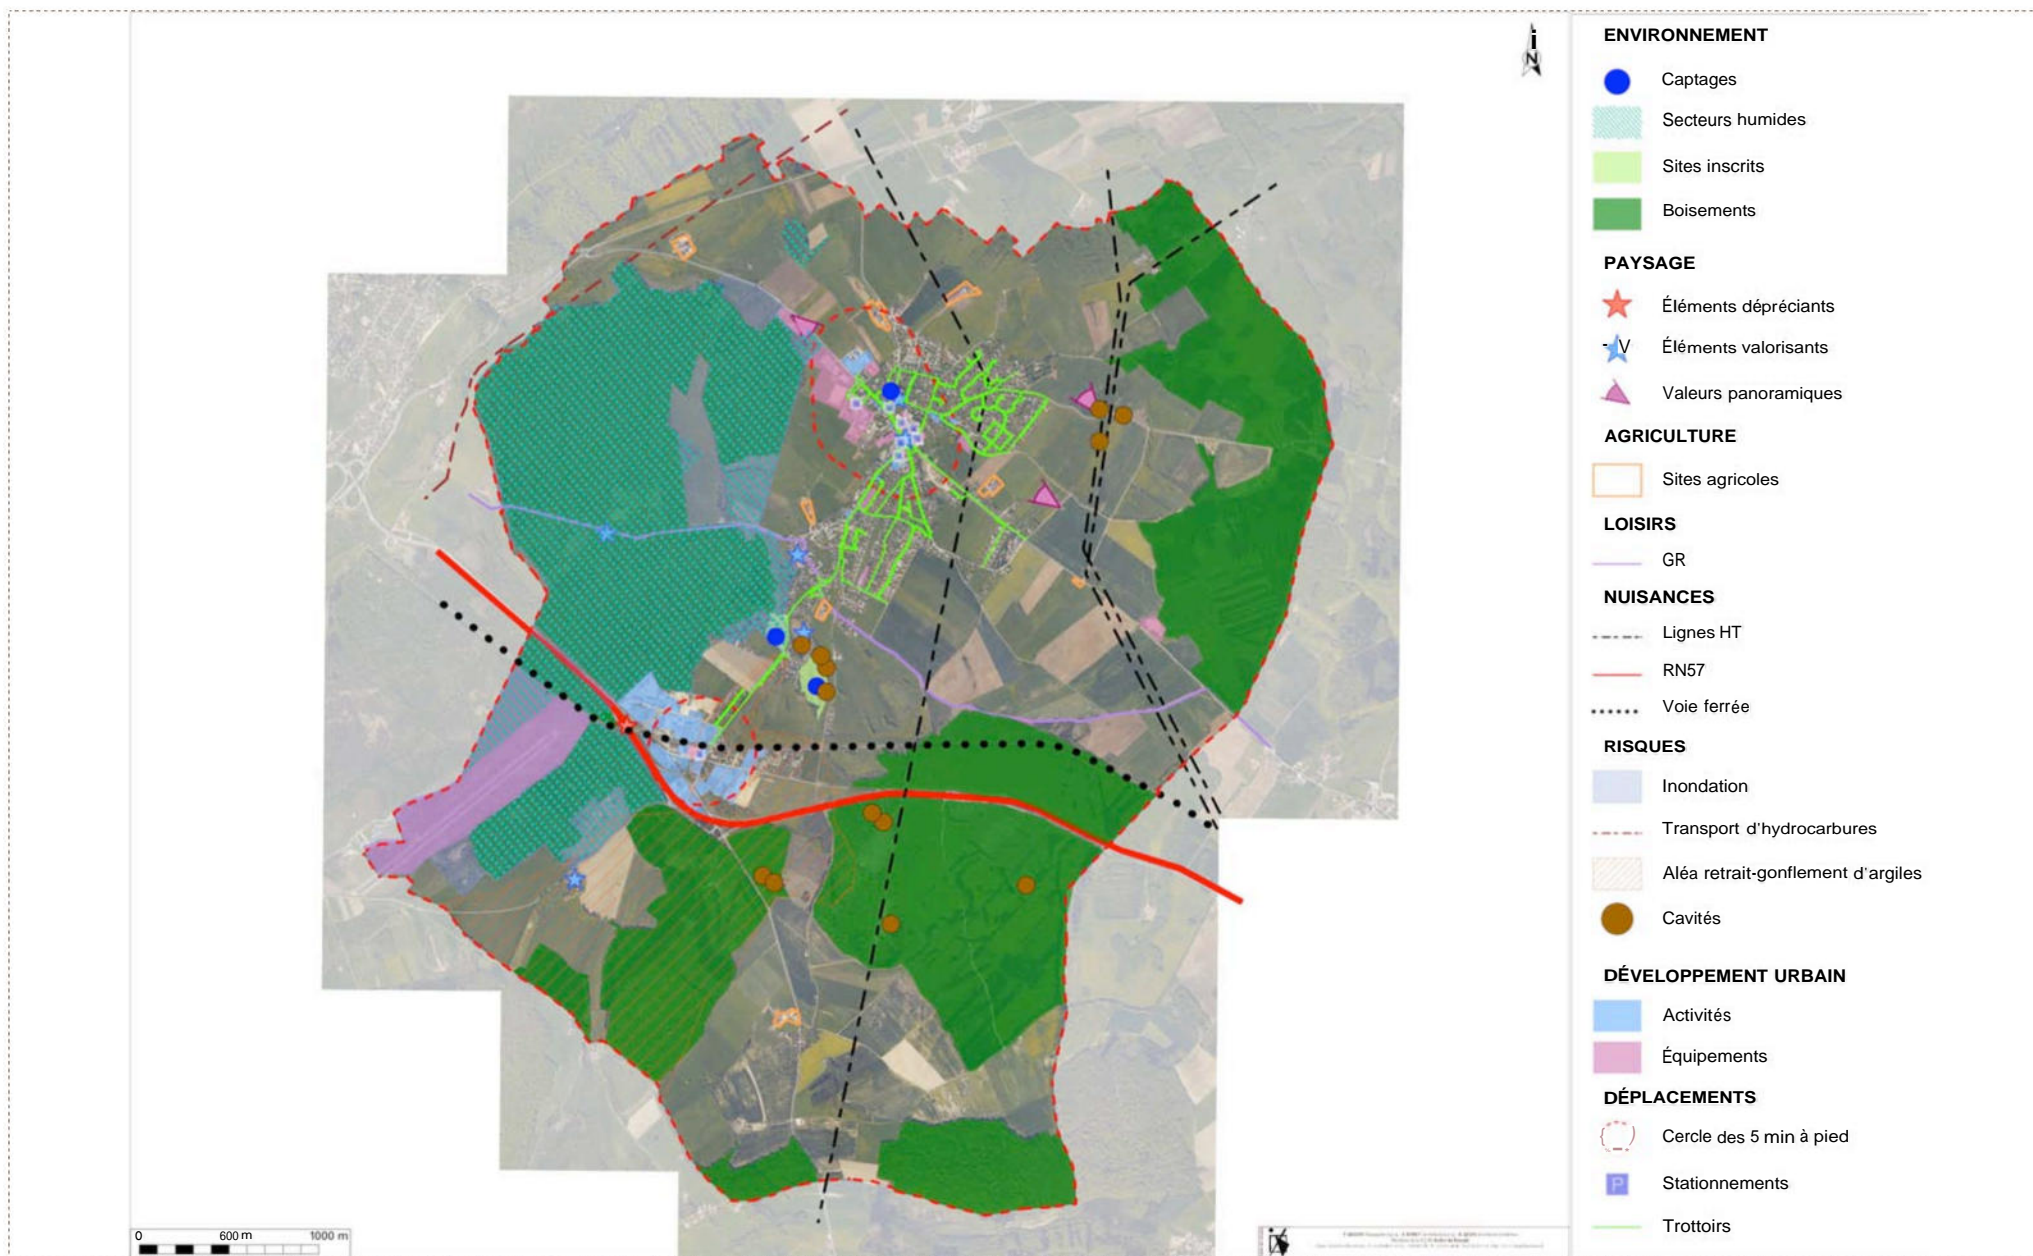 i
N
ENVIRONNEMENT
Captages
Secteurs humides
Sites inscrits
Boisements
PAYSAGE
Éléments dépréciants
V Éléments valorisants
Valeurs panoramiques
AGRICULTURE
Sites agricoles
LOISIRS
GR
NUISANCES
Lignes HT
RN57
Voie ferrée
RISQUES
Inondation
Transport d'hydrocarbures
Aléa retrait-gonflement d'argiles
Cavités
DÉVELOPPEMENT URBAIN
Activités
Équipements
DÉPLACEMENTS
Cercle des 5 min à pied
P Stationnements
Trottoirs
0 600 m 1000 m